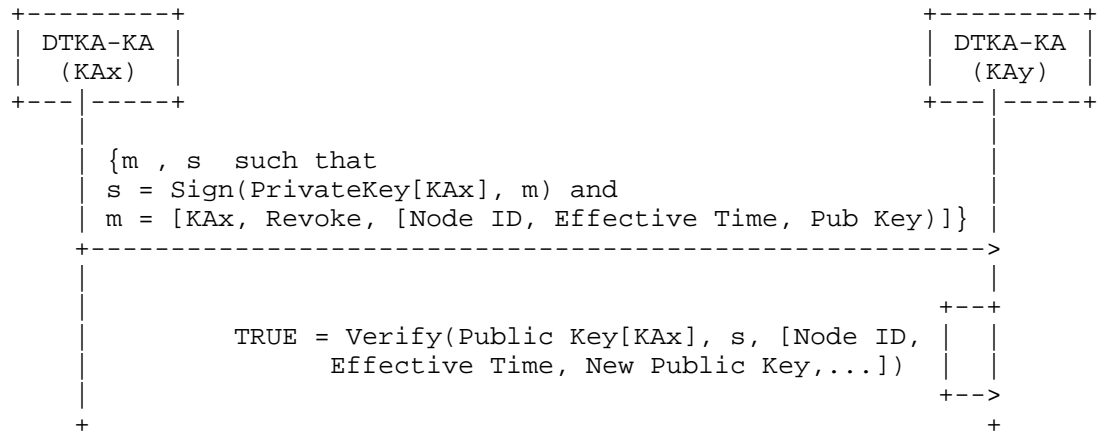 DTKA-KA DTKA-KA
(KAx) (KAy)
{m , s such that
s = Sign(PrivateKey[KAx], m) and
m = [KAx, Revoke, [Node ID, Effective Time, Pub Key)]}
TRUE = Verify(Public Key[KAx], s, [Node ID,
Effective Time, New Public Key,...])